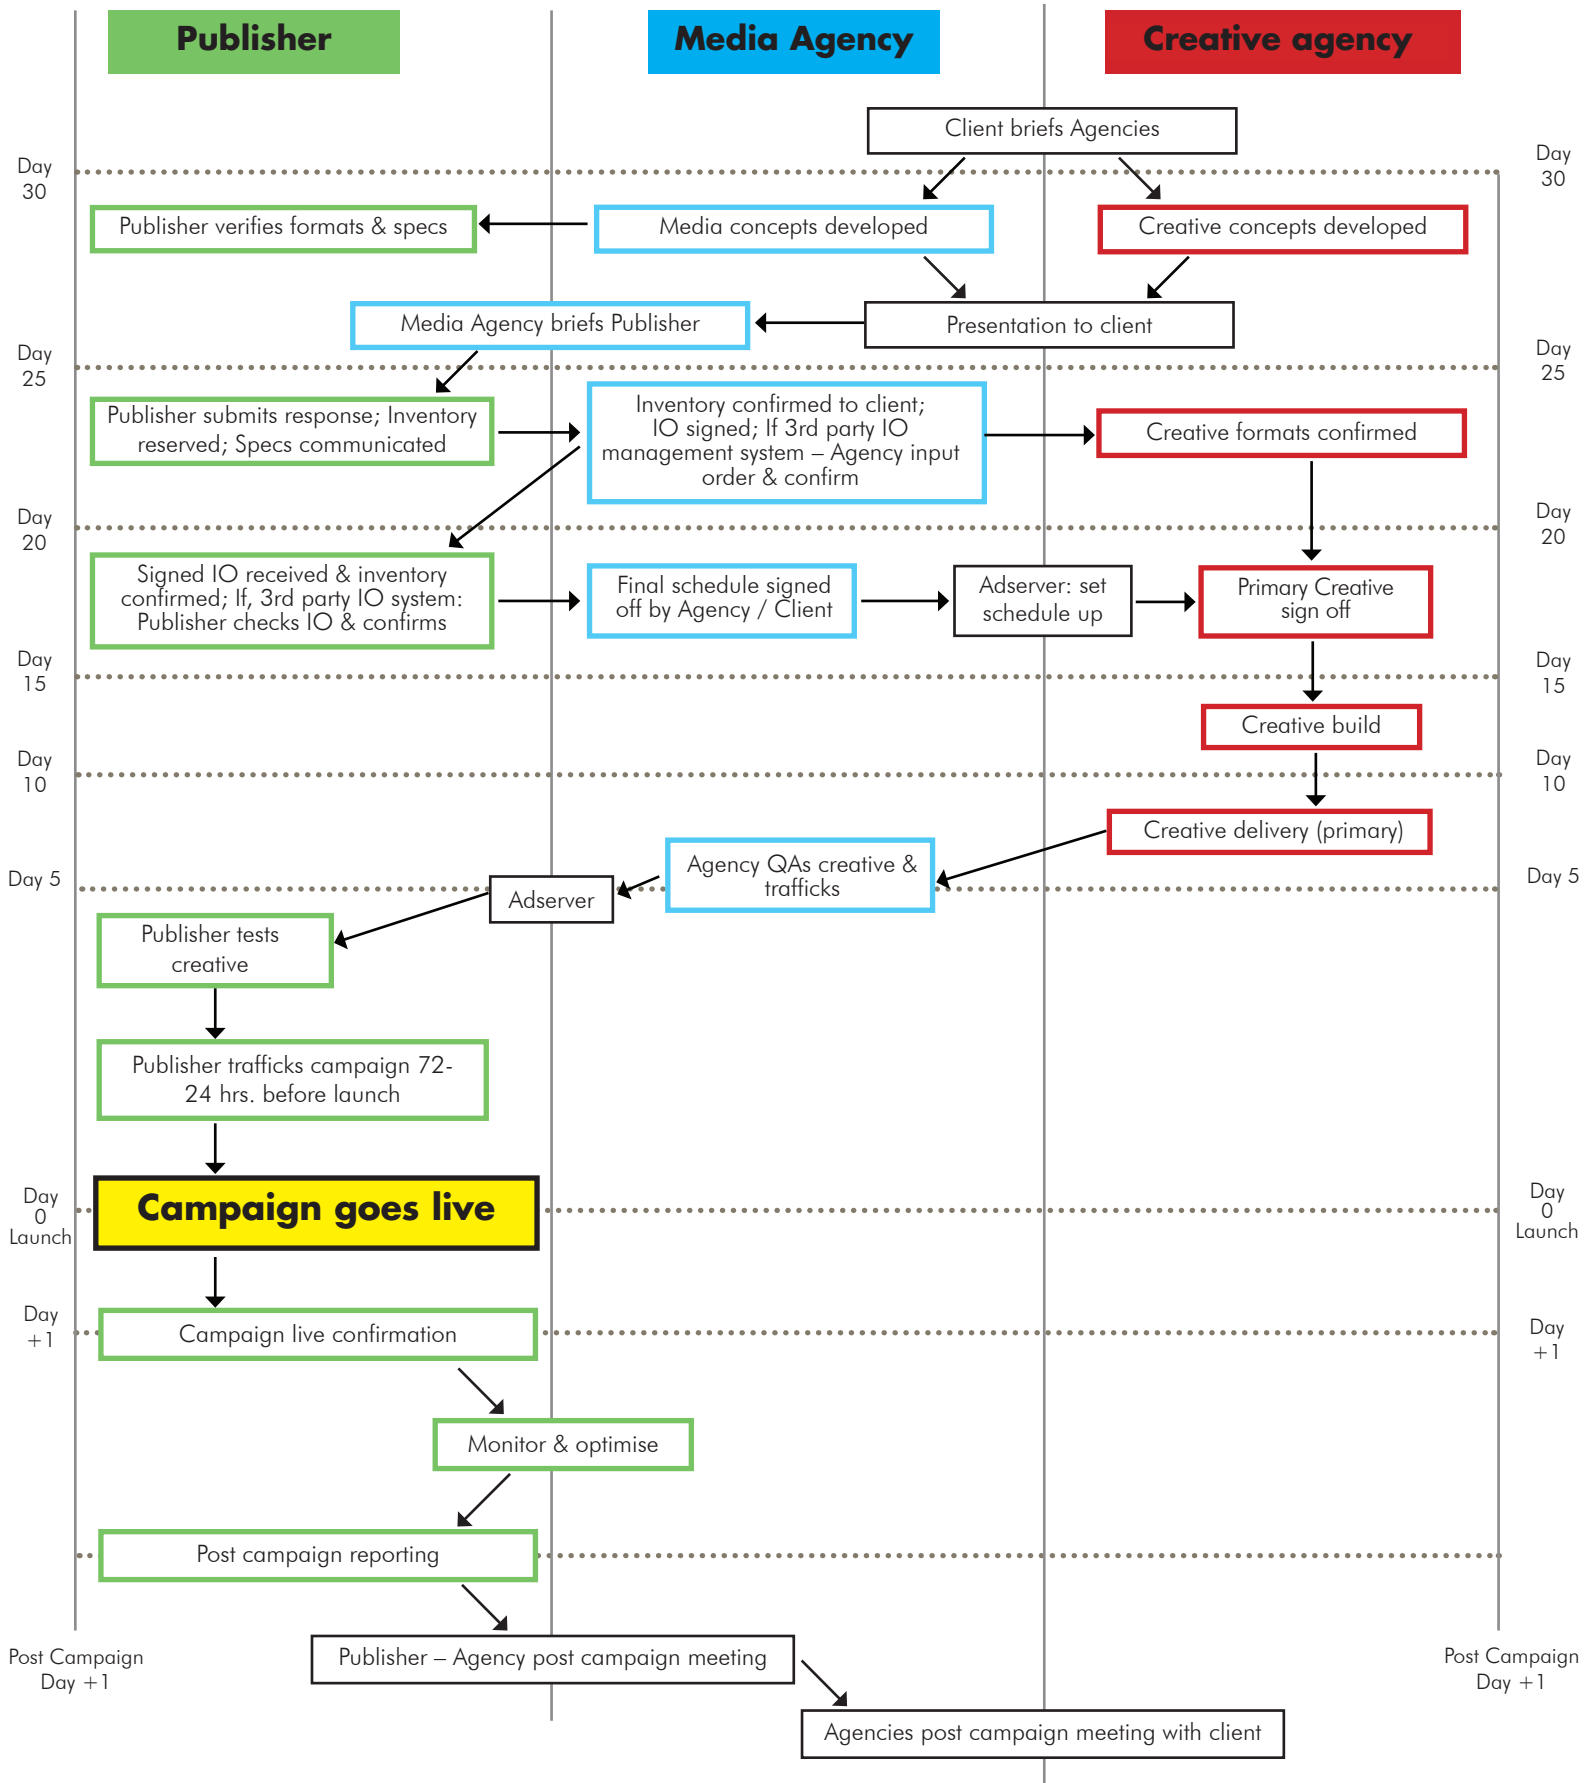 Publisher
Media Agency
Creative agency
Client briefs Agencies
Day
30
Day
30
Publisher verifies formats & specs
Media concepts developed
Creative concepts developed
Media Agency briefs Publisher
Presentation to client
Day
25
Day
25
Publisher submits response; Inventory
reserved; Specs communicated
Inventory confirmed to client;
IO signed; If 3rd party IO
management system – Agency input
order & confirm
Creative formats confirmed
Day
20
Day
20
Signed IO received & inventory
confirmed; If, 3rd party IO system:
Publisher checks IO & confirms
Final schedule signed
off by Agency / Client
Adserver: set
schedule up
Primary Creative
sign off
Day
15
Day
15
Creative build
Day
10
Day
10
Creative delivery (primary)
Agency QAs creative &
trafficks
Day 5
Day 5
Adserver
Publisher tests
creative
Publisher trafficks campaign 72-
24 hrs. before launch
Day
0
Launch
Campaign goes live
Day
0
Launch
Day
+1
Campaign live confirmation
Day
+1
Monitor & optimise
Post campaign reporting
Post Campaign
Day +1
Publisher – Agency post campaign meeting
Post Campaign
Day +1
Agencies post campaign meeting with client